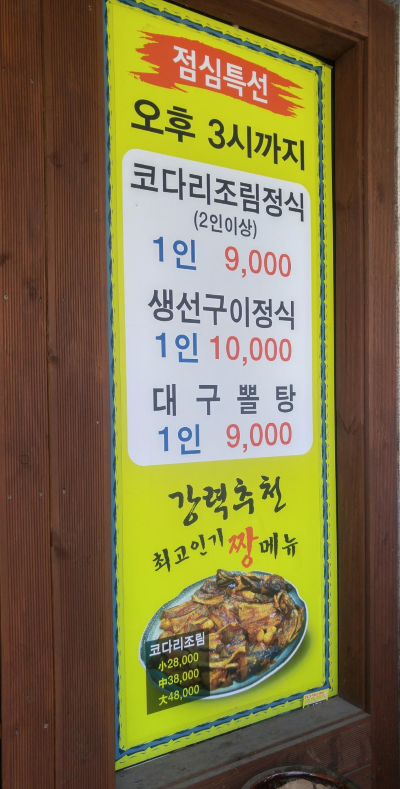 점심특선
오후 3시까지
코다리조림정식
(2인이상)
1인 9,000
생선구이정식
1인 10,000
대구뽈탕
1인 9,000
강력추천
최고인기 짱메뉴
코다리조림
小28,000
中38,000
大48,000